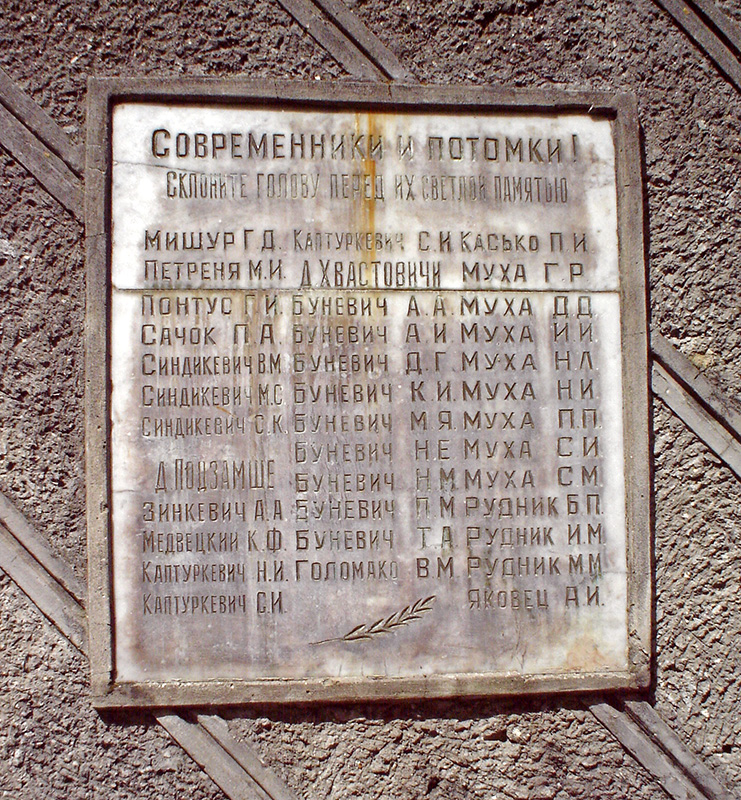 Современники и потомки!
Склоните голову перед их светлой памятью
Мишур Г.Д. Каптуркевич С.И Касько П.И.
Петреня М.И. д Хвастовичи Муха Г.Р
Понтус Г.И. Буневич А.А. Муха Д.Д.
Сачок П.А. Буневич А И Муха И И.
Синдикевич В.М Буневич Д.Г. Муха Н.Л
Синдикевич М.С. Буневич К И. Муха Н И
Синдикевич С.К. Буневич М Я. Муха П.П.
Буневич Н.Е Муха С И
д Подзамше Буневич Н.М. Муха С М.
Зинкевич А А Буневич П М Рудник Б.П.
Медвецкий К.Ф. Буневич Т.А Рудник И.М
Каптуркевич Н.И. Голомако В М. Рудник М М
Каптуркевич С.И. Яковец А.И.